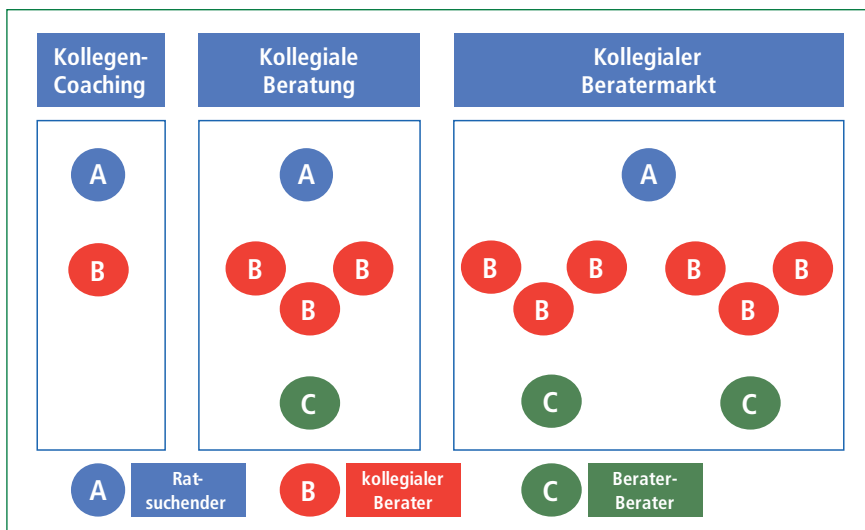 Kollegen-
Coaching
Kollegiale
Beratung
Kollegialer
Beratermarkt
A
B
A
B
B
B
C
A
B
B
B
B
B
B
C
C
A
Rat-
suchender
B
kollegialer
Berater
C
Berater-
Berater